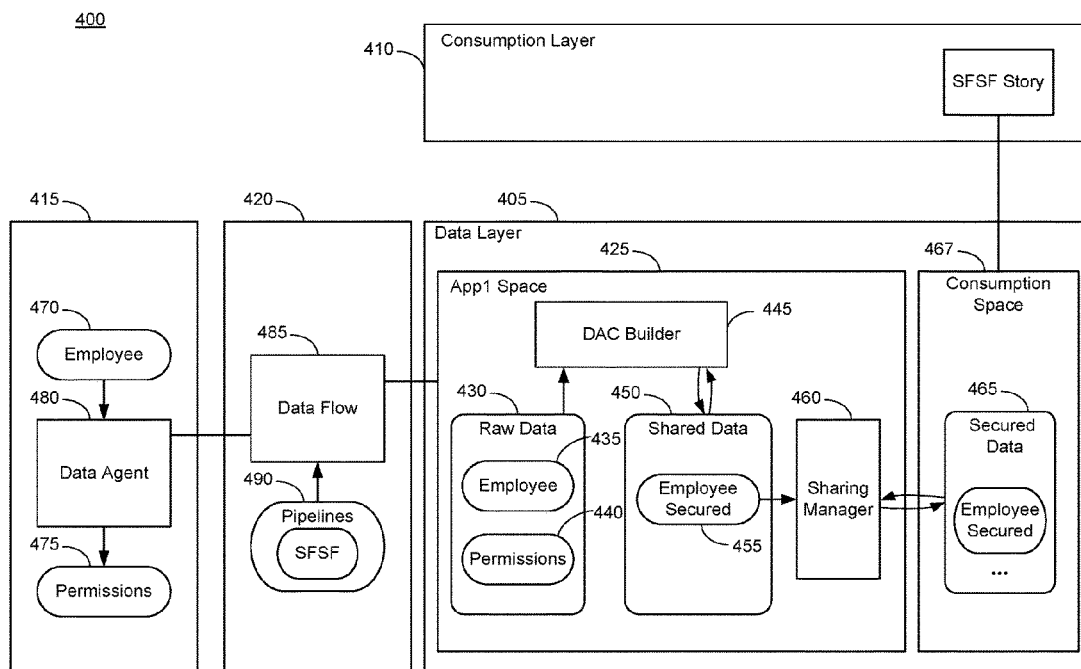 400
410
Consumption Layer
SFSF Story
415
420
405
Data Layer
467
425
App1 Space
Consumption
Space
470
Employee
480
Data Agent
475
Permissions
485
Data Flow
490
Pipelines
SFSF
DAC Builder
445
430
Raw Data
435
Employee
440
Permissions
450
Shared Data
Employee
Secured
455
460
Sharing
Manager
465
Secured
Data
Employee
Secured
...